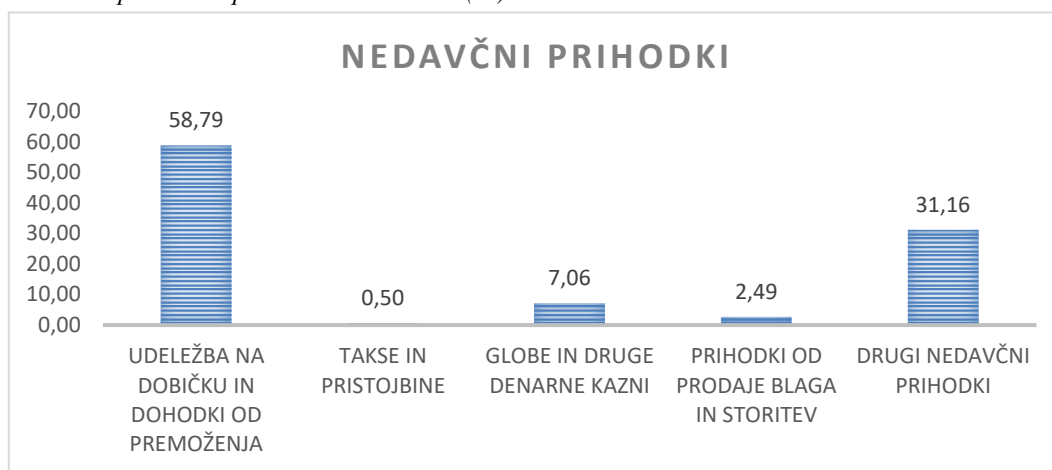 NEDAVČNI PRIHODKI
70,00
60,00
50,00
40,00
30,00
20,00
10,00
0,00
58,79
0,50
7,06
2,49
31,16
UDELEŽBA NA
DOBIČKU IN
DOHODKI OD
PREMOŽENJA
TAKSE IN
PRISTOJBINE
GLOBE IN DRUGE
DENARNE KAZNI
PRIHODKI OD
PRODAJE BLAGA
IN STORITEV
DRUGI NEDAVČNI
PRIHODKI